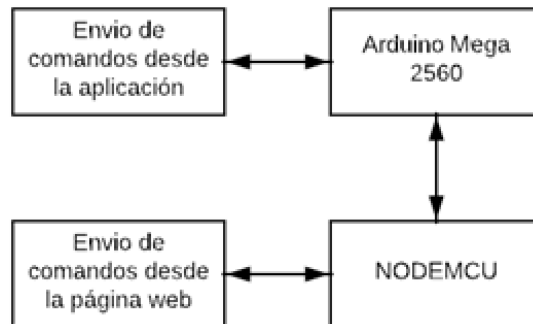 Envio de
comandos desde
la aplicación
Arduino Mega
2560
Envio de
comandos desde
la página web
NODEMCU